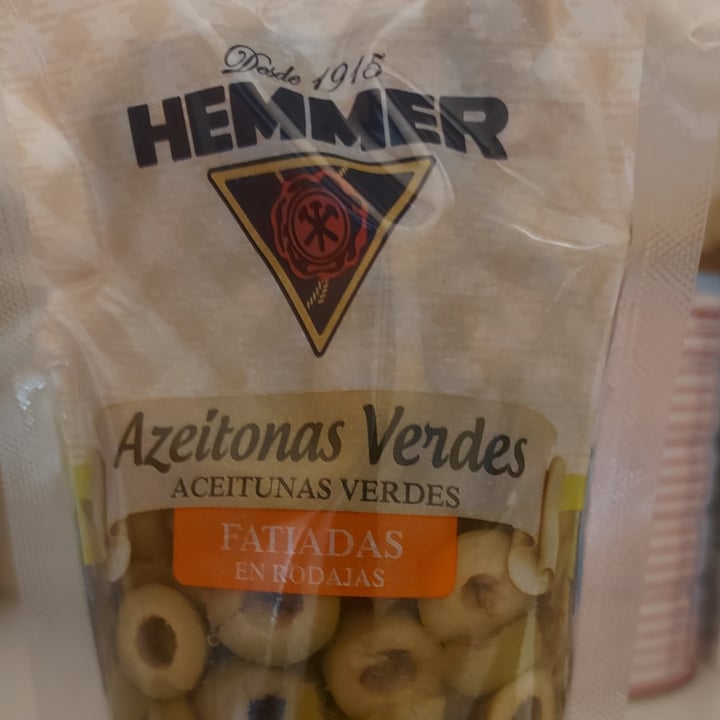 Desde 1915
HEMMER
Azeitonas Verdes
ACEITUNAS VERDES
FATIADAS
EN RODAJAS